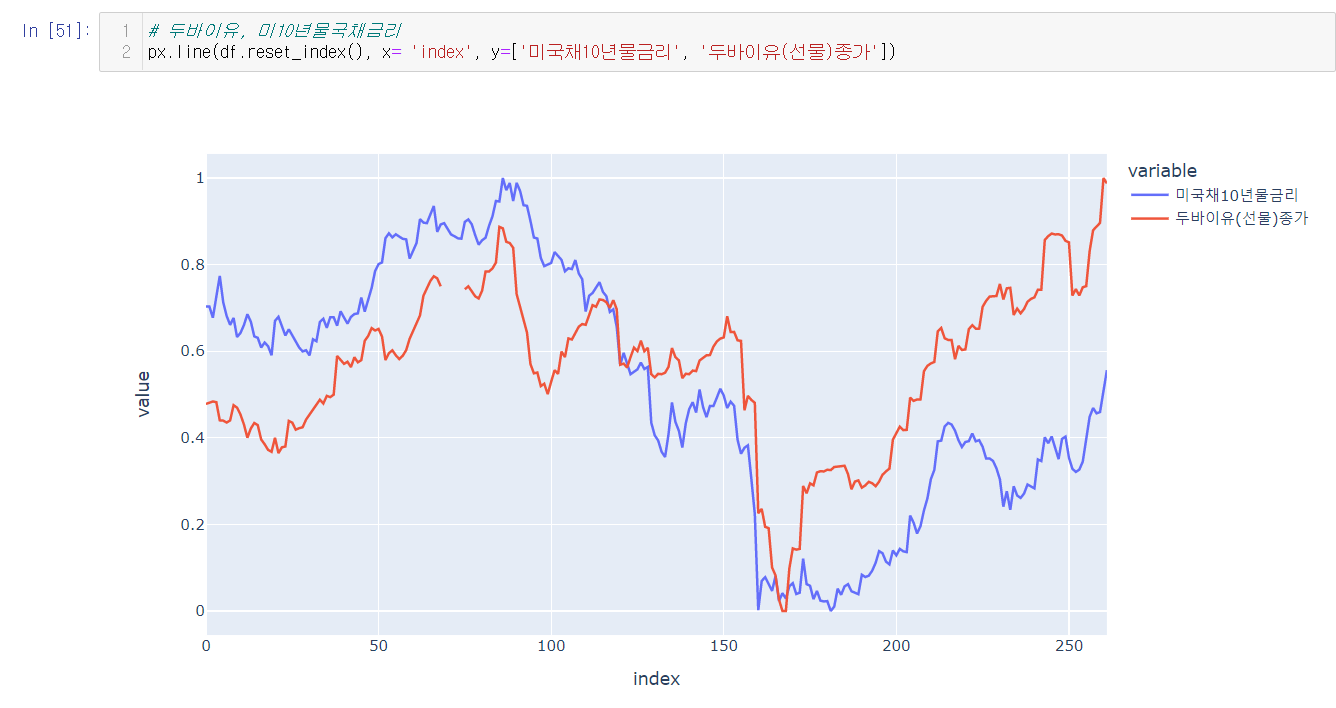 In [51]:
1 # 두바이유, 미10년물국채금리
2 px.line(df.reset_index(), x= 'index', y=['미국채10년물금리', '두바이유(선물)종가'])
variable
미국채10년물금리
두바이유(선물)종가
1
0.8
0.6
0.4
0.2
0
value
0 50 100 150 200 250
index